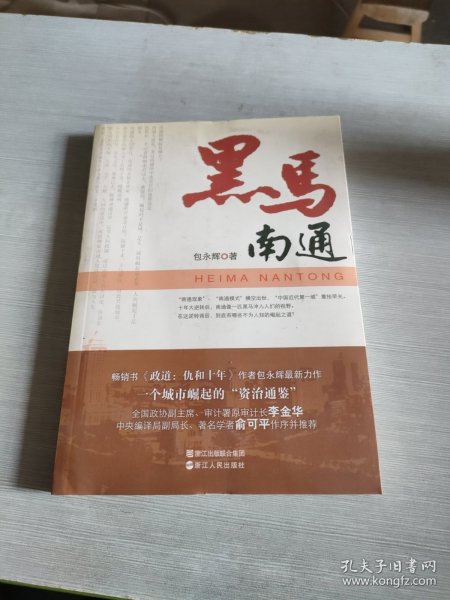 黑马
南通
包永辉 著
HEIMA NANTONG
“南通现象”、“南通模式”横空出世，“中国近代第一城”重拾荣光。
十年大逆转后，南通像一匹黑马冲入人们的视野。
在这逆转背后，到底有哪些不为人知的崛起之道？
畅销书《政道：仇和十年》作者包永辉最新力作
一个城市崛起的“资治通鉴”
全国政协副主席、审计署原审计长李金华
中央编译局副局长、著名学者俞可平作序并推荐
浙江出版联合集团
浙江人民出版社
孔夫子旧书网
www.kongfz.com